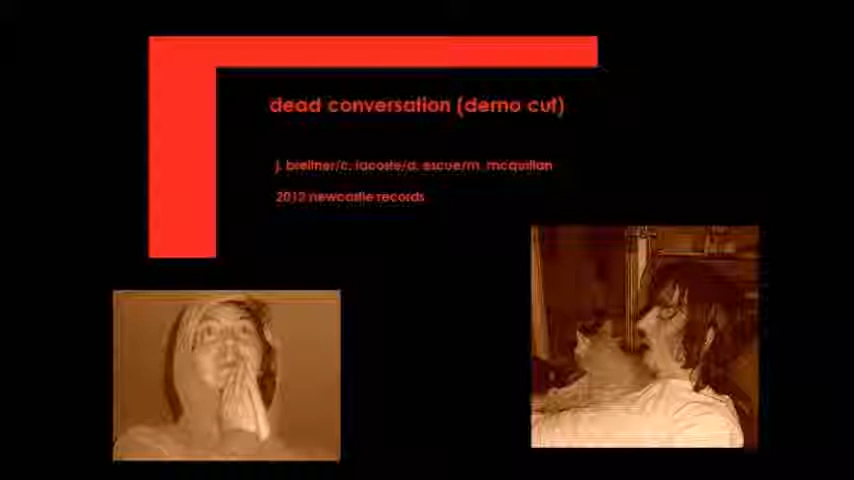 dead conversation (demo cut)
j. breitner/c. lacoste/d. escue/m. mcquillan
2012 newcastle records